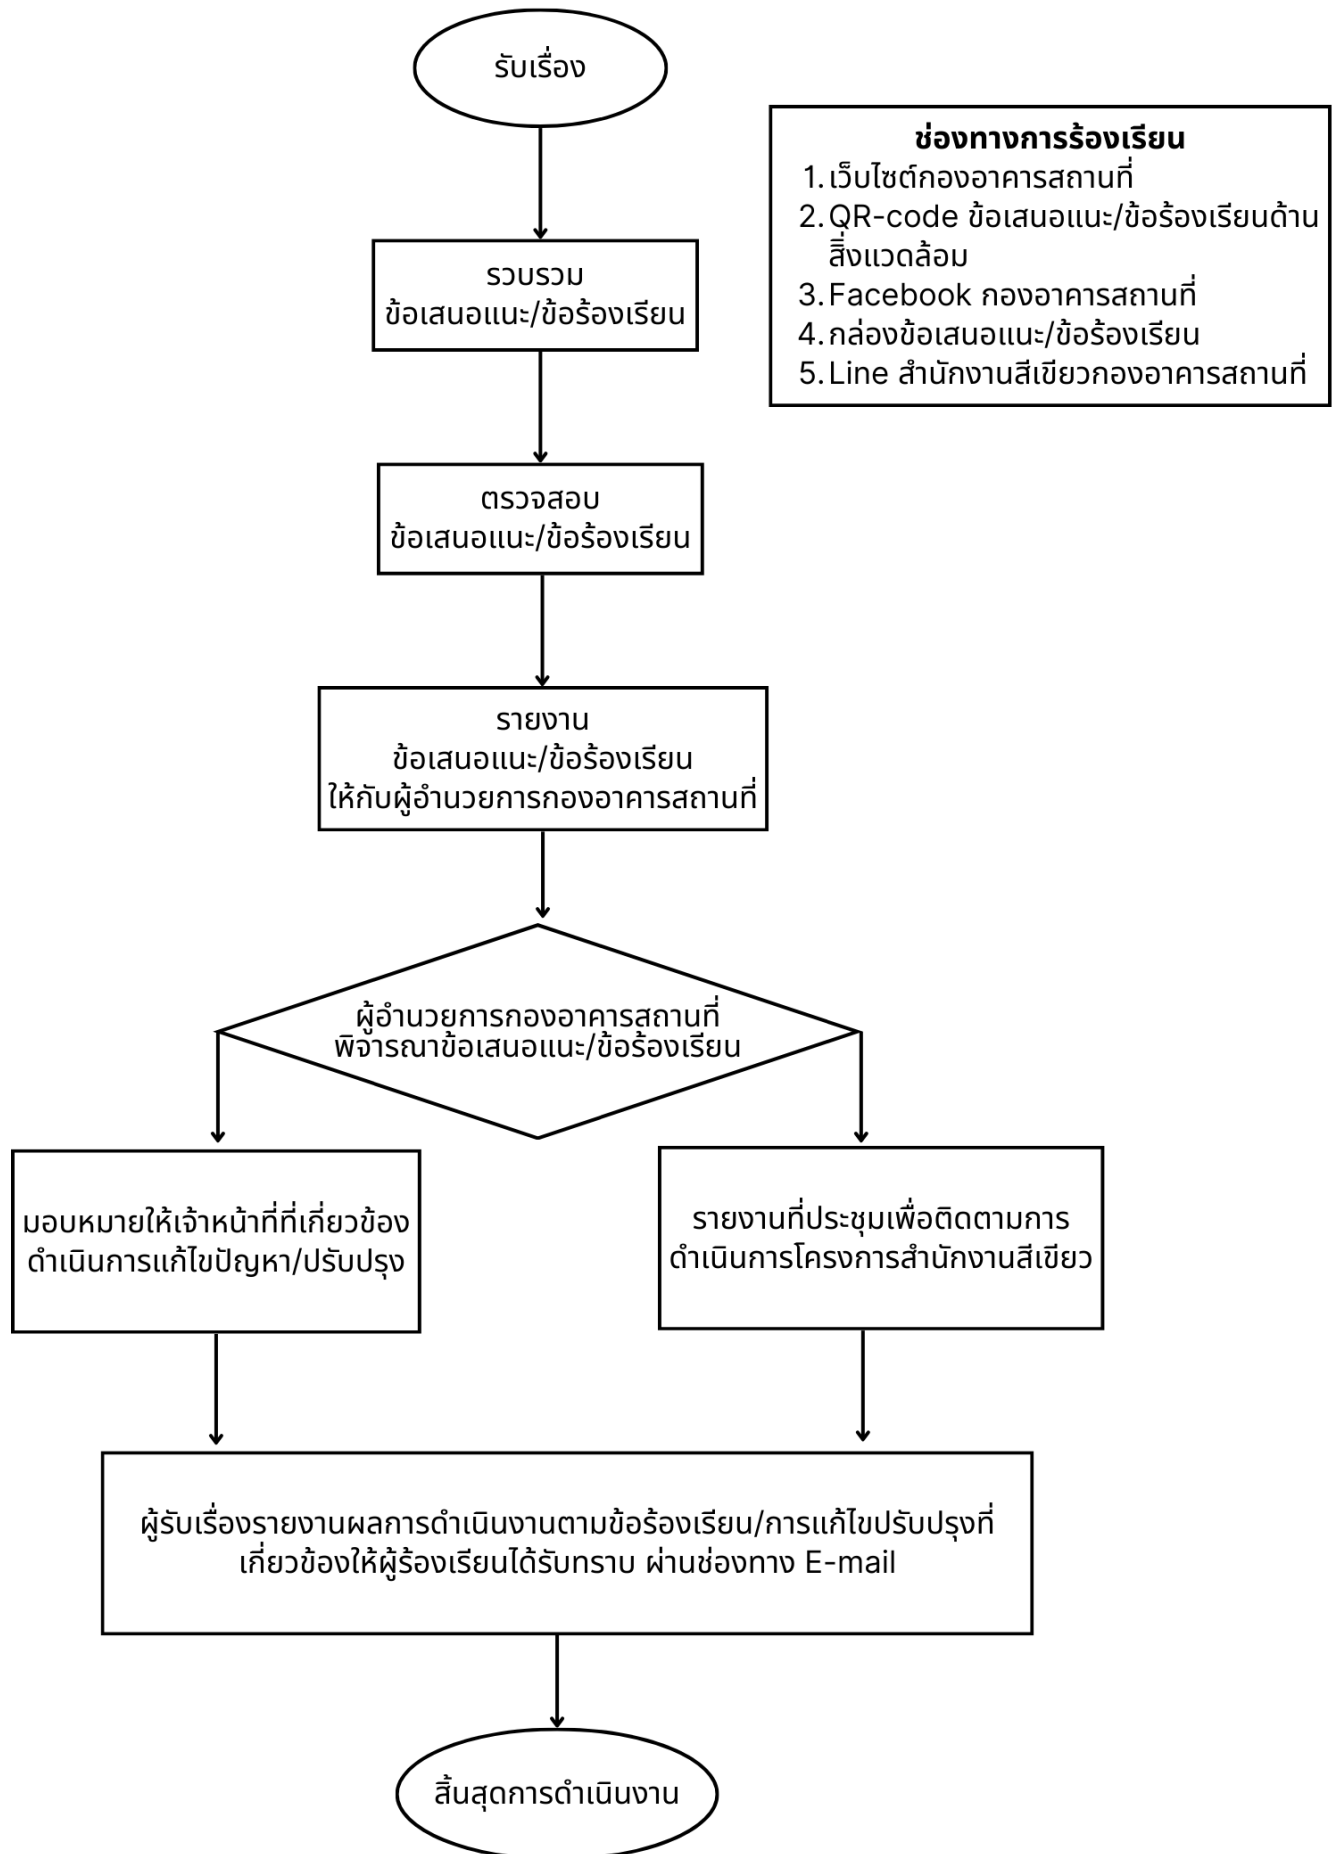 รับเรื่อง
ช่องทางการร้องเรียน
1. เว็บไซต์กองอาคารสถานที่
2. QR-code ข้อเสนอแนะ/ข้อร้องเรียนด้าน
สิ่งแวดล้อม
3. Facebook กองอาคารสถานที่
4. กล่องข้อเสนอแนะ/ข้อร้องเรียน
5. Line สำนักงานสีเขียวกองอาคารสถานที่
รวบรวม
ข้อเสนอแนะ/ข้อร้องเรียน
ตรวจสอบ
ข้อเสนอแนะ/ข้อร้องเรียน
รายงาน
ข้อเสนอแนะ/ข้อร้องเรียน
ให้กับผู้อำนวยการกองอาคารสถานที่
ผู้อำนวยการกองอาคารสถานที่
พิจารณาข้อเสนอแนะ/ข้อร้องเรียน
มอบหมายให้เจ้าหน้าที่ที่เกี่ยวข้อง
ดำเนินการแก้ไขปัญหา/ปรับปรุง
รายงานที่ประชุมเพื่อติดตามการ
ดำเนินการโครงการสำนักงานสีเขียว
ผู้รับเรื่องรายงานผลการดำเนินงานตามข้อร้องเรียน/การแก้ไขปรับปรุงที่
เกี่ยวข้องให้ผู้ร้องเรียนได้รับทราบ ผ่านช่องทาง E-mail
สิ้นสุดการดำเนินงาน